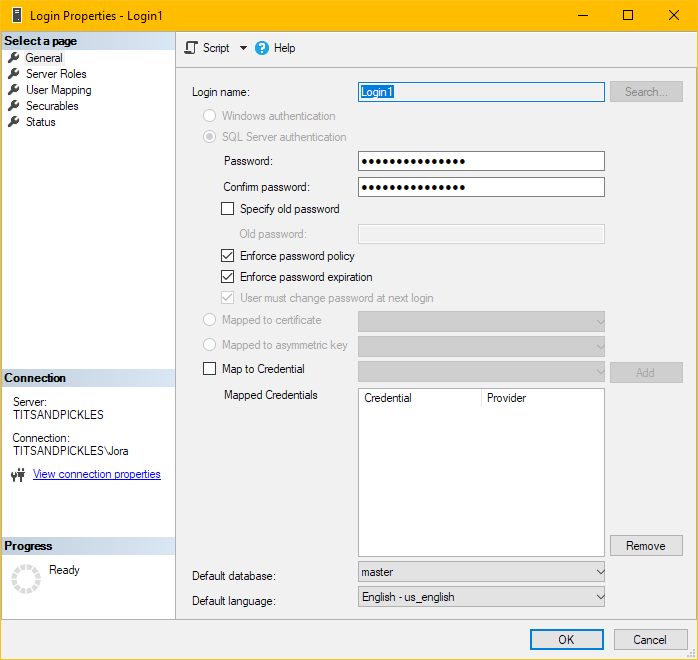 Login Properties - Login1
Select a page
General
Server Roles
User Mapping
Securables
Status
Connection
Server:
TITSANDPICKLES
Connection:
TITSANDPICKLES\Jora
View connection properties
Progress
Ready
Script
Help
Login name:
Login1
Search...
Windows authentication
SQL Server authentication
Password:
●●●●●●●●●●●●●●●
Confirm password:
●●●●●●●●●●●●●●●
Specify old password
Old password:
Enforce password policy
Enforce password expiration
User must change password at next login
Mapped to certificate
Mapped to asymmetric key
Map to Credential
Add
Mapped Credentials
Credential Provider
Remove
Default database:
master
Default language:
English - us_english
OK
Cancel